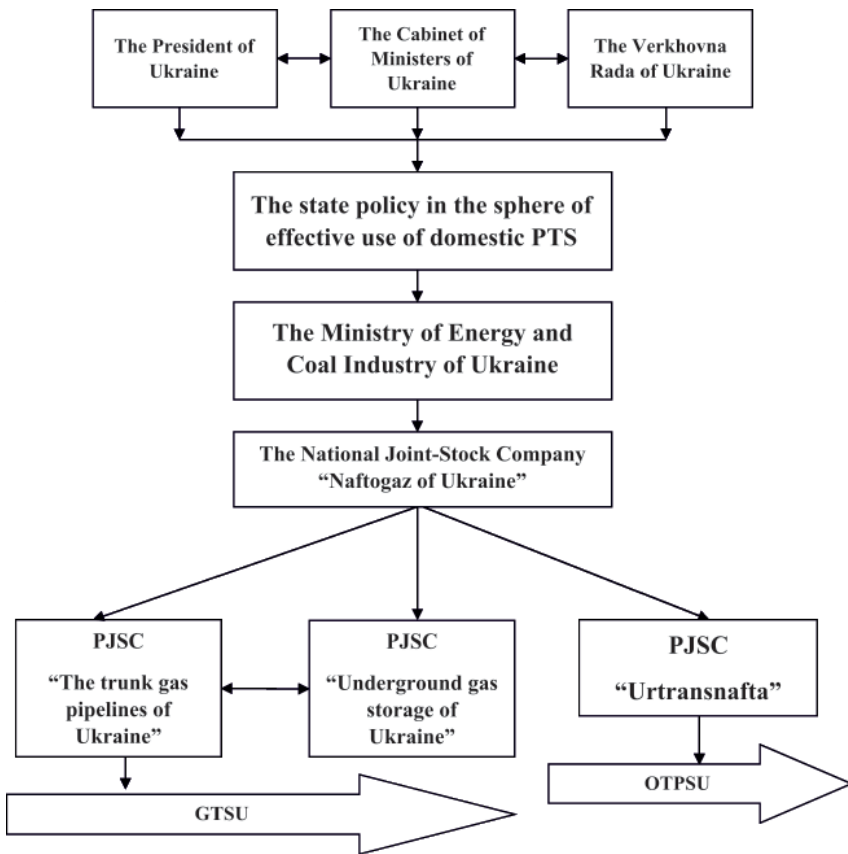 The President of
Ukraine
The Cabinet of
Ministers of
Ukraine
The Verkhovna
Rada of Ukraine
The state policy in the sphere of
effective use of domestic PTS
The Ministry of Energy and
Coal Industry of Ukraine
The National Joint-Stock Company
“Naftogaz of Ukraine”
PJSC
“The trunk gas
pipelines of
Ukraine”
PJSC
“Underground gas
storage of
Ukraine”
PJSC
“Urtransnafta”
GTSU
OTPSU